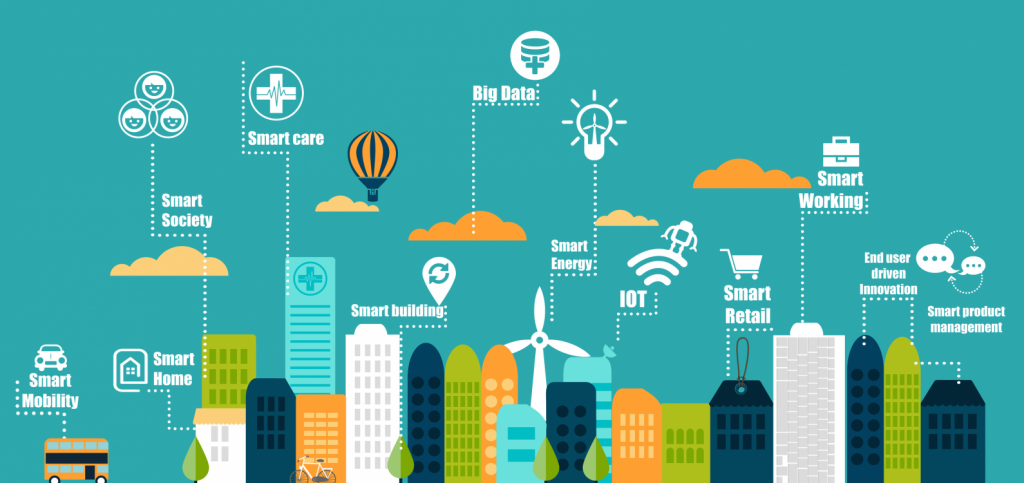 Big Data
Smart care
Smart
Working
Smart
Society
Smart
Energy
End user
driven
Innovation
IOT
Smart
Retail
Smart building
Smart product
management
Smart
Home
Smart
Mobility